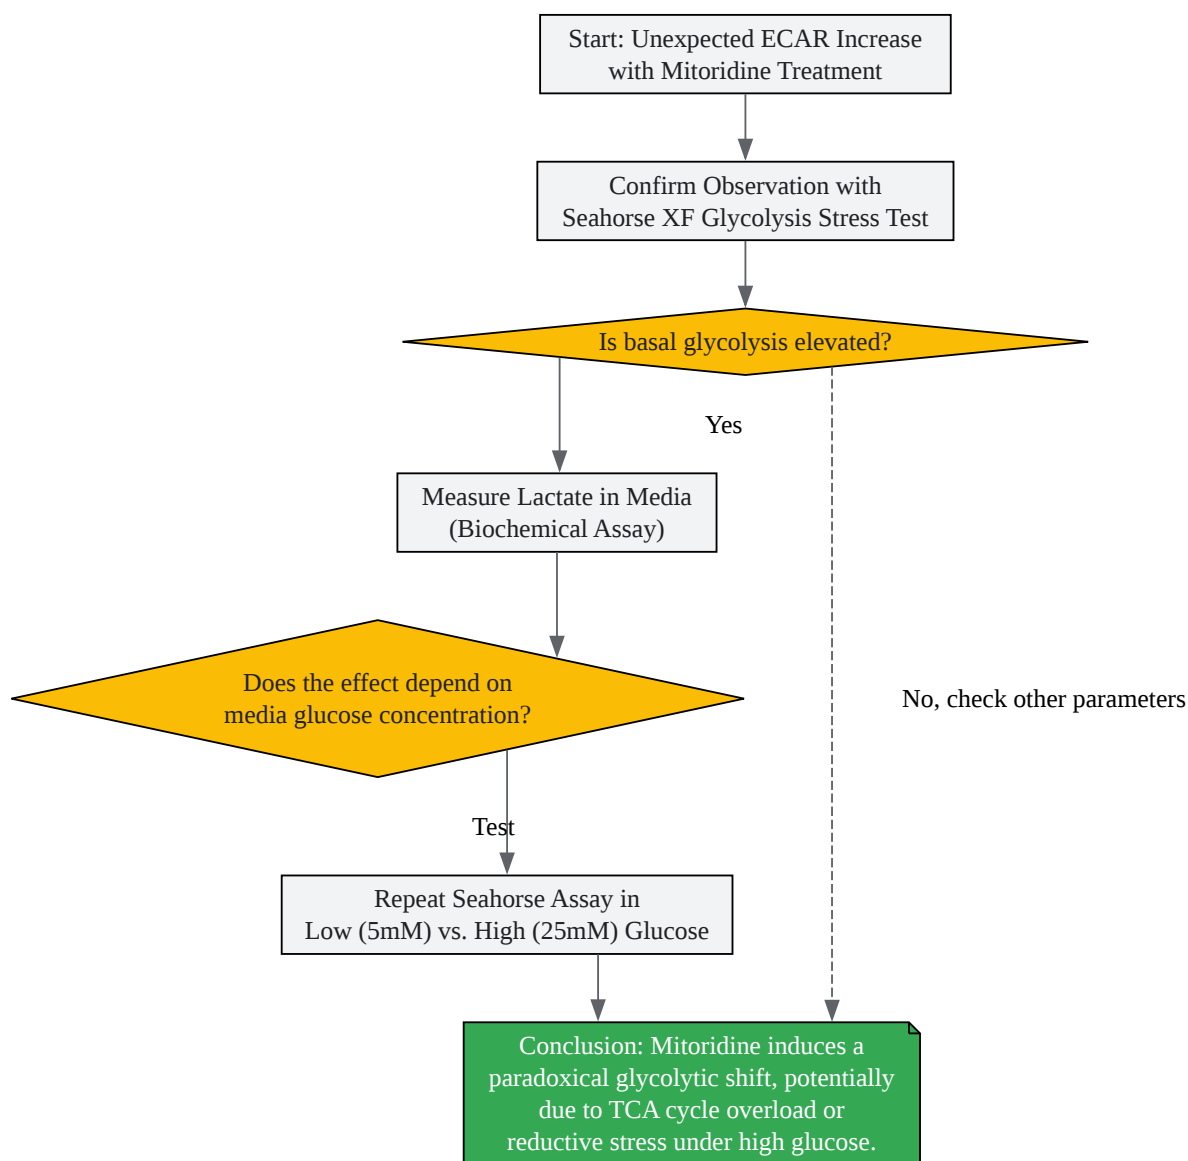 Start: Unexpected ECAR Increase
with Mitoridine Treatment
Confirm Observation with
Seahorse XF Glycolysis Stress Test
Is basal glycolysis elevated?
Yes
Measure Lactate in Media
(Biochemical Assay)
Does the effect depend on
media glucose concentration?
No, check other parameters
Test
Repeat Seahorse Assay in
Low (5mM) vs. High (25mM) Glucose
Conclusion: Mitoridine induces a
paradoxical glycolytic shift, potentially
due to TCA cycle overload or
reductive stress under high glucose.